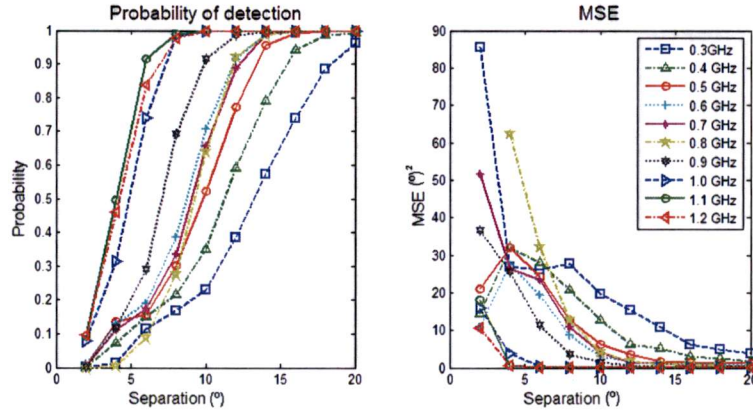 Probability of detection
1
0.9
0.8
0.7
0.6
0.5
0.4
0.3
0.2
0.1
0
Probability
0 5 10 15 20
Separation (º)
MSE
90
80
70
60
50
40
30
20
10
0
MSE (º)²
0 5 10 15 20
Separation (º)
0.3GHz
0.4 GHz
0.5 GHz
0.6 GHz
0.7 GHz
0.8 GHz
0.9 GHz
1.0 GHz
1.1 GHz
1.2 GHz